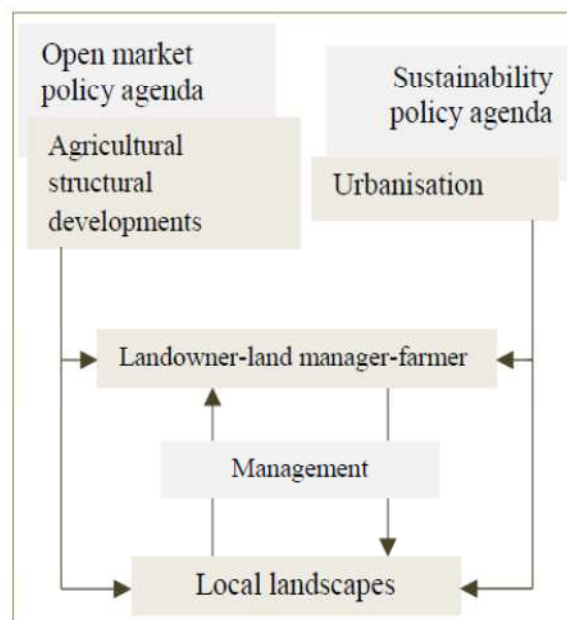 Open market
policy agenda
Sustainability
policy agenda
Agricultural
structural
developments
Urbanisation
Landowner-land manager-farmer
Management
Local landscapes